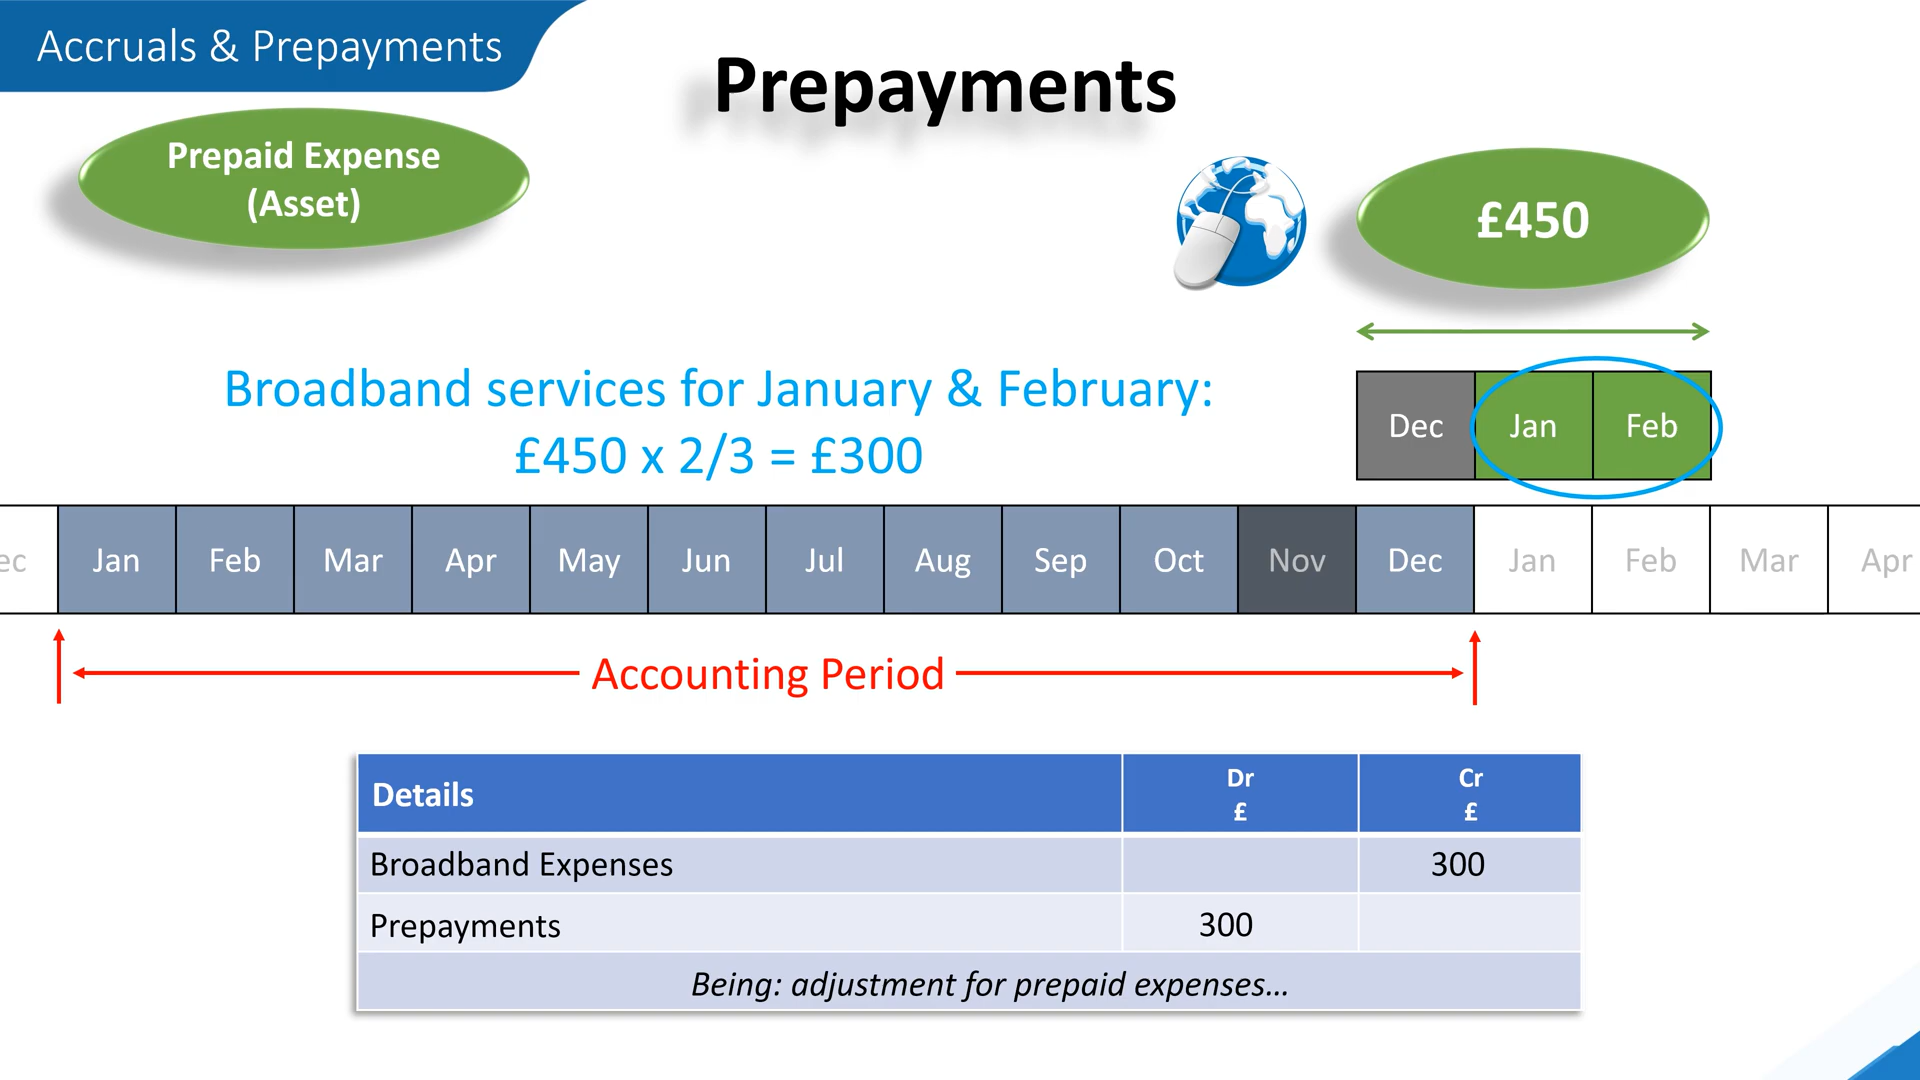 Accruals & Prepayments
Prepayments
Prepaid Expense
(Asset)
£450
Broadband services for January & February:
£450 x 2/3 = £300
Dec Jan Feb
ec Jan Feb Mar Apr May Jun Jul Aug Sep Oct Nov Dec Jan Feb Mar Apr
Accounting Period
Details Dr £ Cr £
Broadband Expenses 300
Prepayments 300
Being: adjustment for prepaid expenses...